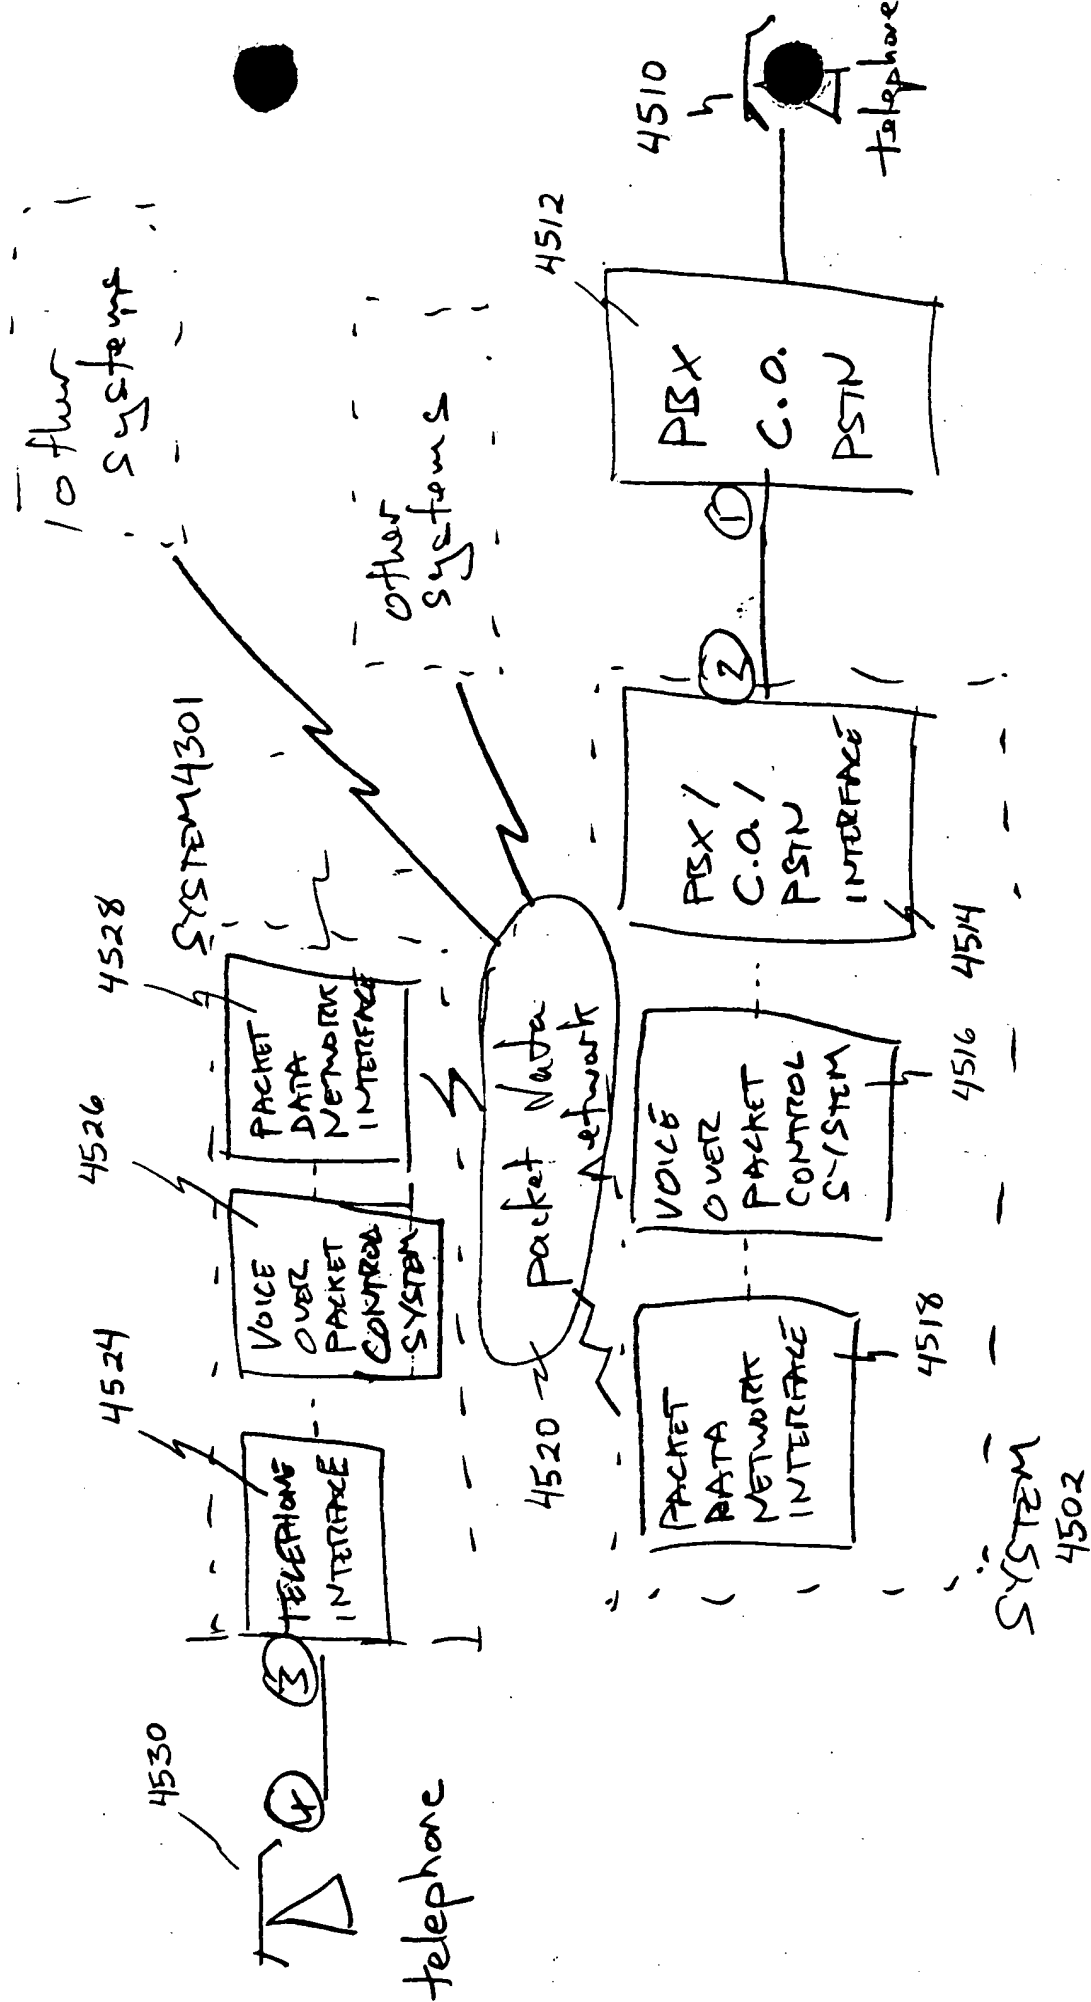 4530
telephone
4
3
4524
TELEPHONE
INTERFACE
4526
VOICE
OVER
PACKET
CONTROL
SYSTEM
4528
PACKET
DATA
NETWORK
INTERFACE
SYSTEM 4301
other
systems
other
systems
4520
packet Data
network
PACKET
DATA
NETWORK
INTERFACE
4518
VOICE
OVER
PACKET
CONTROL
SYSTEM
4516
PBX /
C.O. /
PSTN
INTERFACE
4514
2
1
4512
PBX
C.O.
PSTN
4510
telephone
SYSTEM
4502